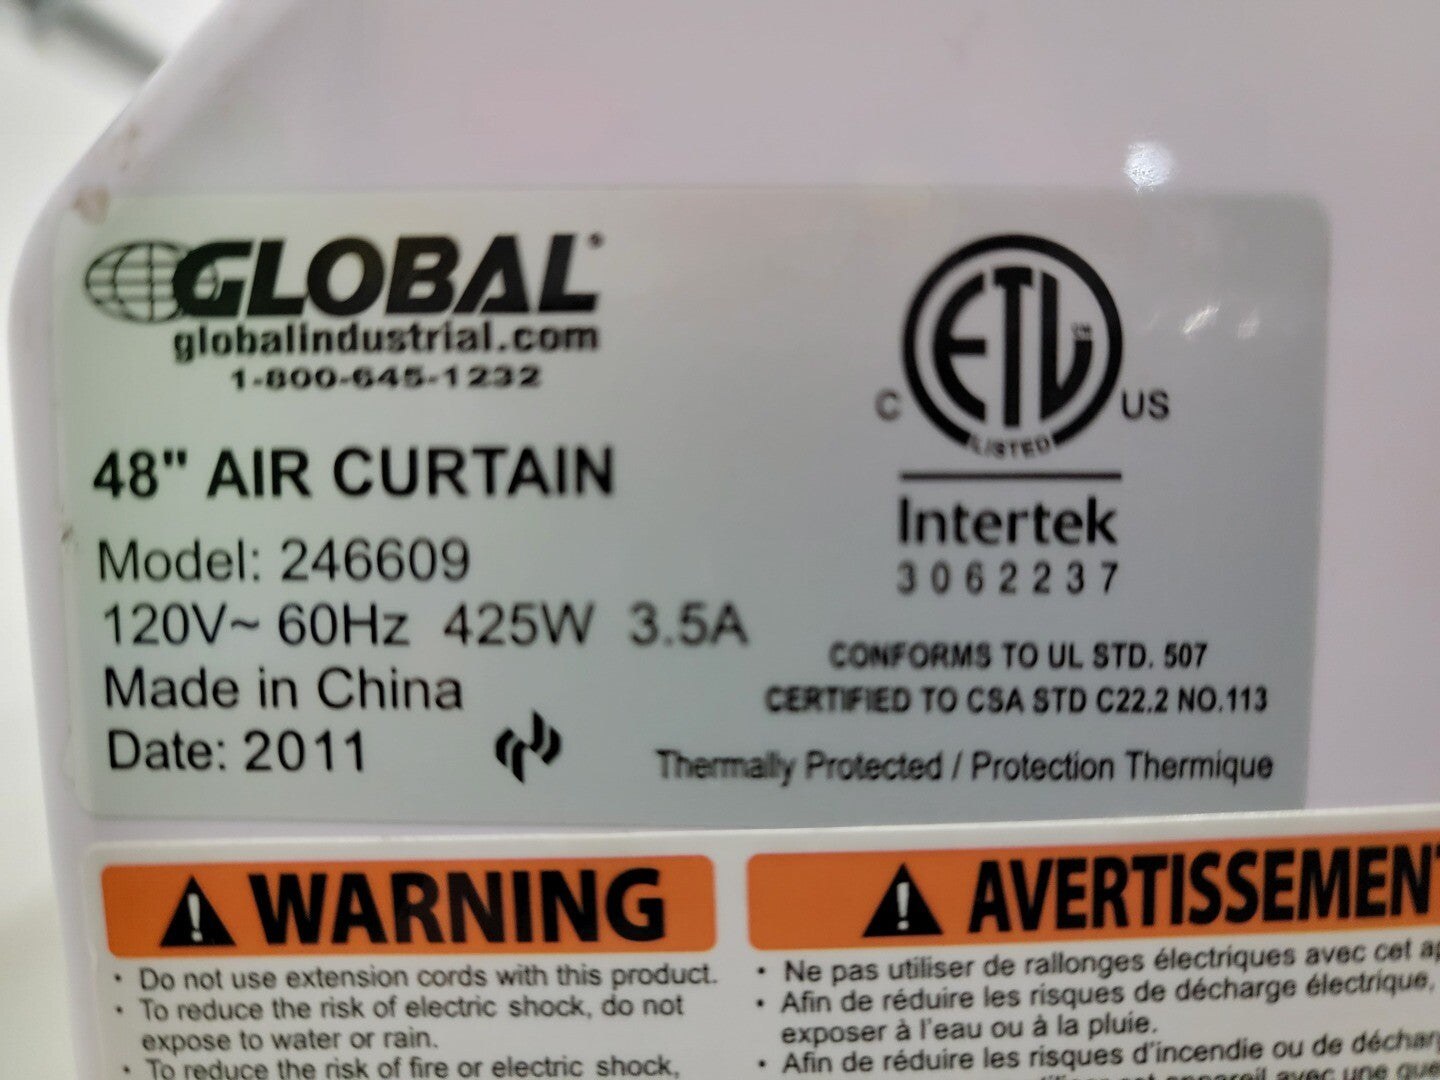 GLOBAL®
globalindustrial.com
1-800-645-1232
48" AIR CURTAIN
Model: 246609
120V~ 60Hz 425W 3.5A
Made in China
Date: 2011
ETL
C US
LISTED
Intertek
3062237
CONFORMS TO UL STD. 507
CERTIFIED TO CSA STD C22.2 NO.113
Thermally Protected / Protection Thermique
WARNING
• Do not use extension cords with this product.
• To reduce the risk of electric shock, do not
expose to water or rain.
• To reduce the risk of fire or electric shock,
AVERTISSEMENT
• Ne pas utiliser de rallonges électriques avec cet
• Afin de réduire les risques de décharge électrique,
exposer à l'eau ou à la pluie.
• Afin de réduire les risques d'incendie ou de
appareil avec une